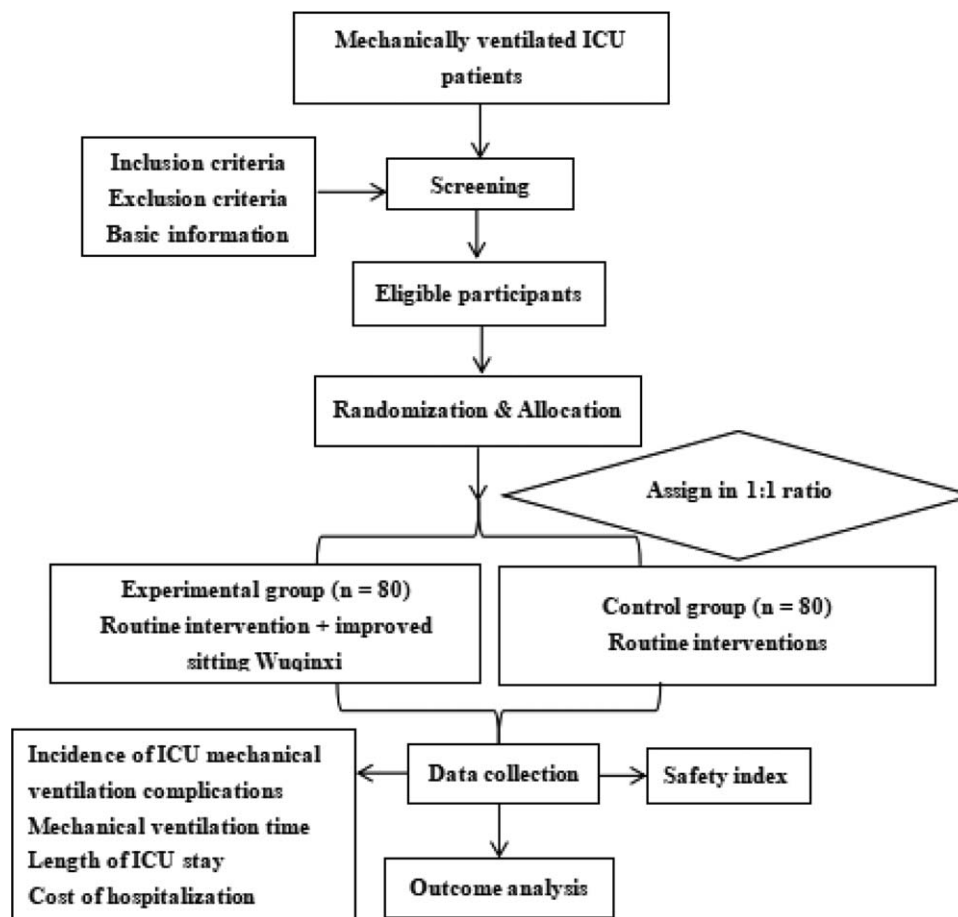 Mechanically ventilated ICU
patients
Inclusion criteria
Exclusion criteria
Basic information
Screening
Eligible participants
Randomization & Allocation
Assign in 1:1 ratio
Experimental group (n = 80)
Routine intervention + improved
sitting Wuqinxi
Control group (n = 80)
Routine interventions
Incidence of ICU mechanical
ventilation complications
Mechanical ventilation time
Length of ICU stay
Cost of hospitalization
Data collection
Safety index
Outcome analysis